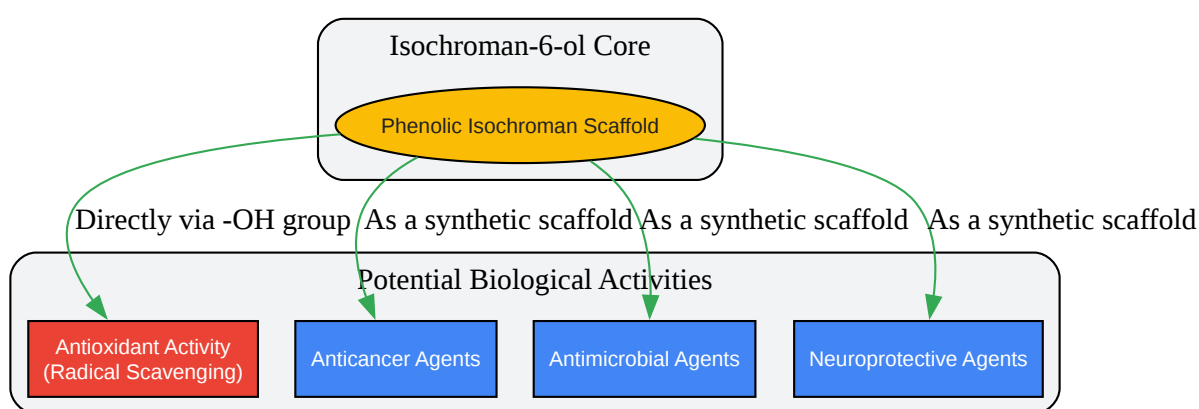 Isochroman-6-ol Core
Phenolic Isochroman Scaffold
Directly via -OH group
As a synthetic scaffold
As a synthetic scaffold
As a synthetic scaffold
Potential Biological Activities
Antioxidant Activity
(Radical Scavenging)
Anticancer Agents
Antimicrobial Agents
Neuroprotective Agents